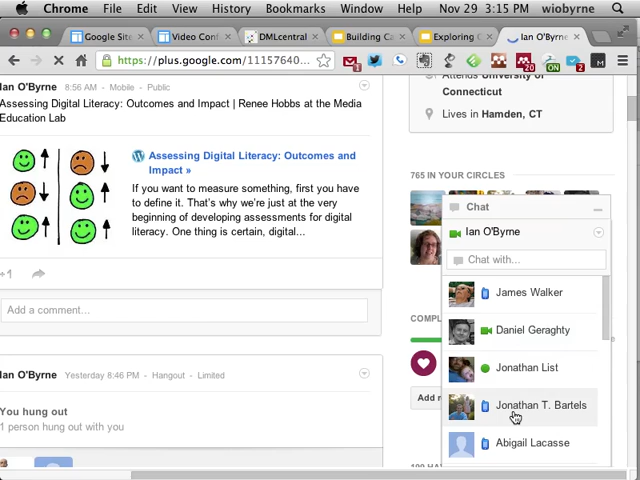 Chrome File Edit View History Bookmarks Window Help Nov 29 3:15 PM wiobyrne
Google Site Video Conf DMLcentral Building Ca Exploring Ian O'Byrne
https://plus.google.com/11157640...
1 20 ON 2
Ian O'Byrne 8:56 AM - Mobile - Public
Assessing Digital Literacy: Outcomes and Impact | Renee Hobbs at the Media
Education Lab
Assessing Digital Literacy: Outcomes and
Impact »
If you want to measure something, first you have
to define it. That's why we're just at the very
beginning of developing assessments for digital
literacy. One thing is certain, digital...
+1
Add a comment...
Ian O'Byrne Yesterday 8:46 PM - Hangout - Limited
You hung out
1 person hung out with you
Attends University of
Connecticut
Lives in Hamden, CT
765 IN YOUR CIRCLES
COMPL
Add
Chat
Ian O'Byrne
Chat with...
James Walker
Daniel Geraghty
Jonathan List
Jonathan T. Bartels
Abigail Lacasse